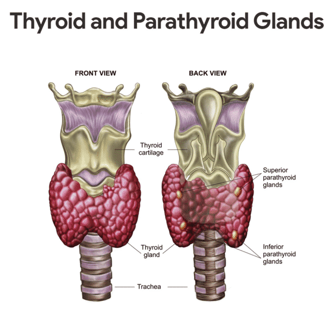 Thyroid and Parathyroid Glands
FRONT VIEW
BACK VIEW
Thyroid
cartilage
Superior
parathyroid
glands
Thyroid
gland
Inferior
parathyroid
glands
Trachea